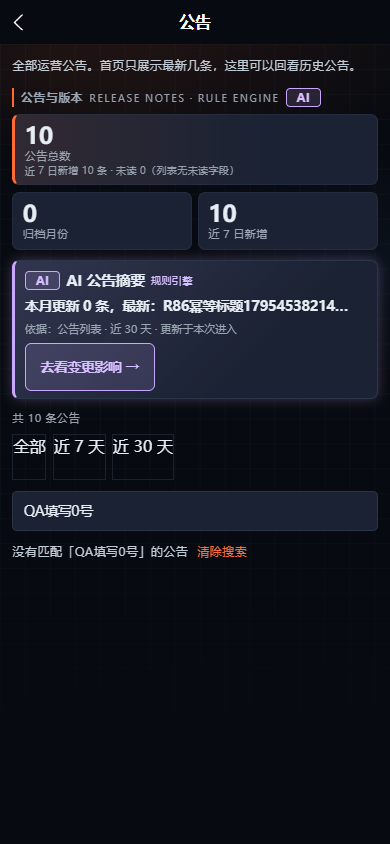 公告
全部运营公告。首页只展示最新几条，这里可以回看历史公告。
公告与版本 RELEASE NOTES · RULE ENGINE AI
10
公告总数
近 7 日新增 10 条 · 未读 0（列表无未读字段）
0
归档月份
10
近 7 日新增
AI AI 公告摘要 规则引擎
本月更新 0 条，最新：R86幂等标题17954538214...
依据：公告列表 · 近 30 天 · 更新于本次进入
去看变更影响 →
共 10 条公告
全部 近 7 天 近 30 天
QA填写0号
没有匹配「QA填写0号」的公告 清除搜索